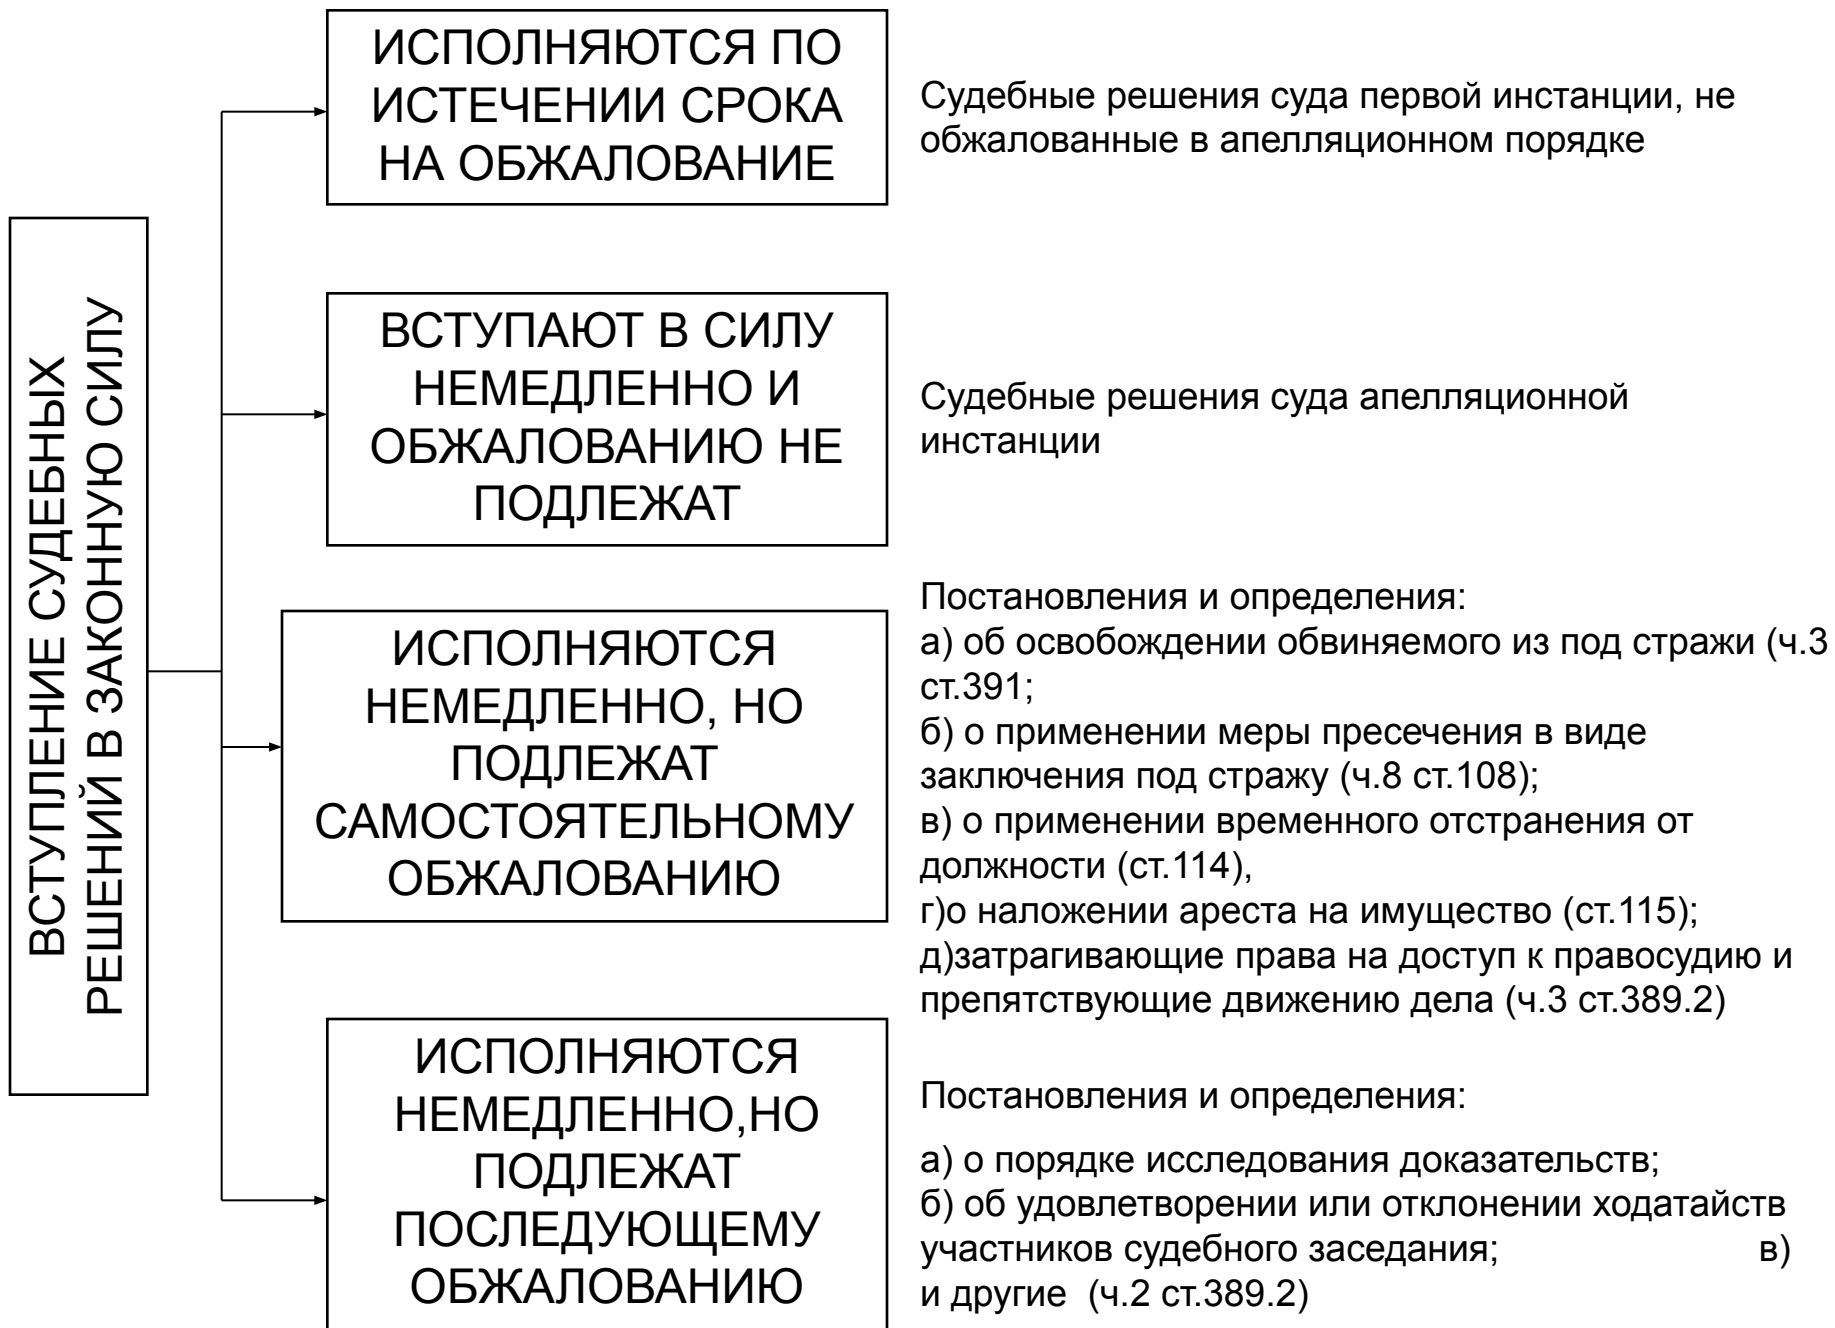 ВСТУПЛЕНИЕ СУДЕБНЫХ
РЕШЕНИЙ В ЗАКОННУЮ СИЛУ
ИСПОЛНЯЮТСЯ ПО
ИСТЕЧЕНИИ СРОКА
НА ОБЖАЛОВАНИЕ
Судебные решения суда первой инстанции, не
обжалованные в апелляционном порядке
ВСТУПАЮТ В СИЛУ
НЕМЕДЛЕННО И
ОБЖАЛОВАНИЮ НЕ
ПОДЛЕЖАТ
Судебные решения суда апелляционной
инстанции
ИСПОЛНЯЮТСЯ
НЕМЕДЛЕННО, НО
ПОДЛЕЖАТ
САМОСТОЯТЕЛЬНОМУ
ОБЖАЛОВАНИЮ
Постановления и определения:
а) об освобождении обвиняемого из под стражи (ч.3
ст.391;
б) о применении меры пресечения в виде
заключения под стражу (ч.8 ст.108);
в) о применении временного отстранения от
должности (ст.114),
г)о наложении ареста на имущество (ст.115);
д)затрагивающие права на доступ к правосудию и
препятствующие движению дела (ч.3 ст.389.2)
ИСПОЛНЯЮТСЯ
НЕМЕДЛЕННО,НО
ПОДЛЕЖАТ
ПОСЛЕДУЮЩЕМУ
ОБЖАЛОВАНИЮ
Постановления и определения:
а) о порядке исследования доказательств;
б) об удовлетворении или отклонении ходатайств
участников судебного заседания; в)
и другие (ч.2 ст.389.2)